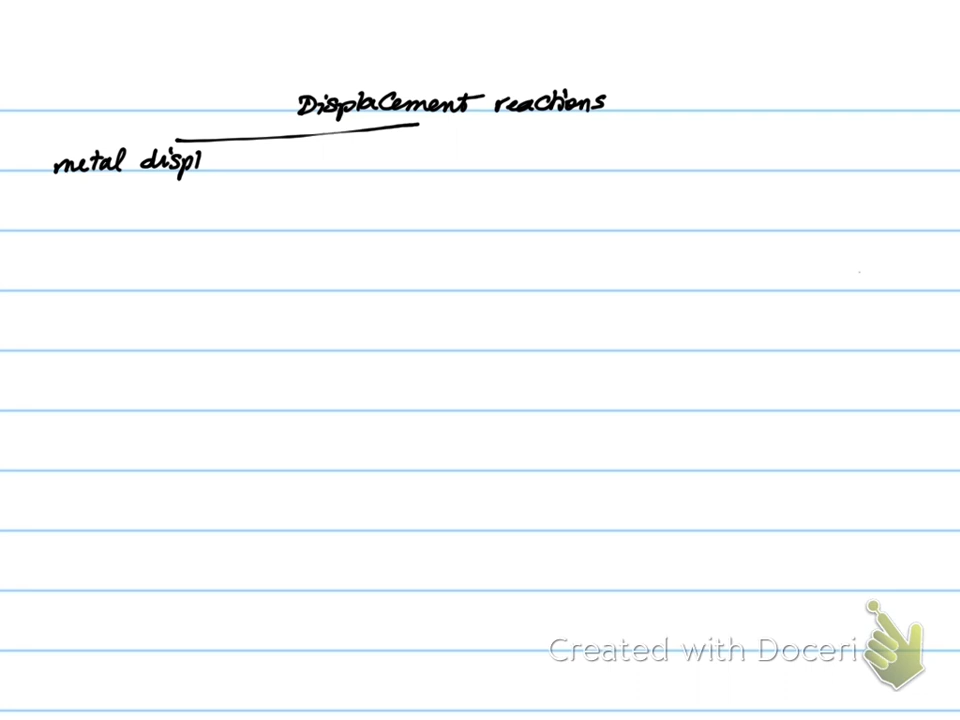 Displacement reactions
metal displ
Created with Doceri